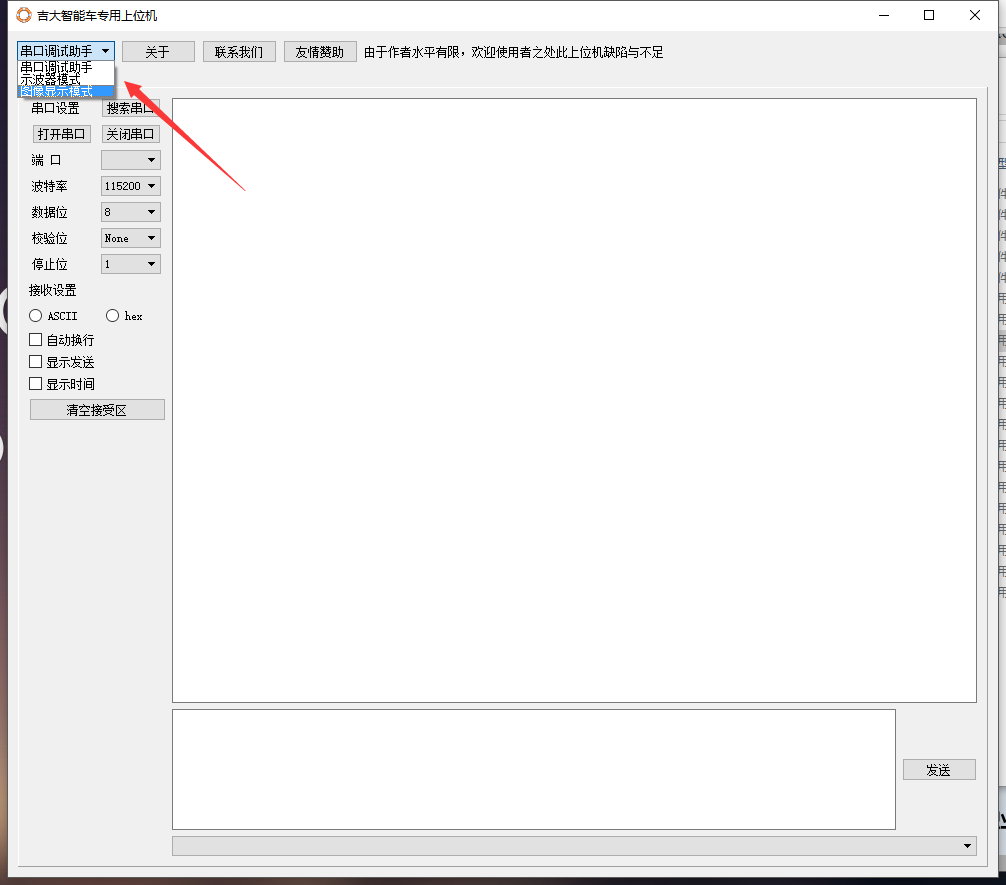 吉大智能车专用上位机
串口调试助手 关于 联系我们 友情赞助 由于作者水平有限，欢迎使用者之处此上位机缺陷与不足
串口调试助手
示波器模式
图像显示模式
串口设置 搜索串口
打开串口 关闭串口
端 口
波特率 115200
数据位 8
校验位 None
停止位 1
接收设置
ASCII hex
自动换行
显示发送
显示时间
清空接受区
发送